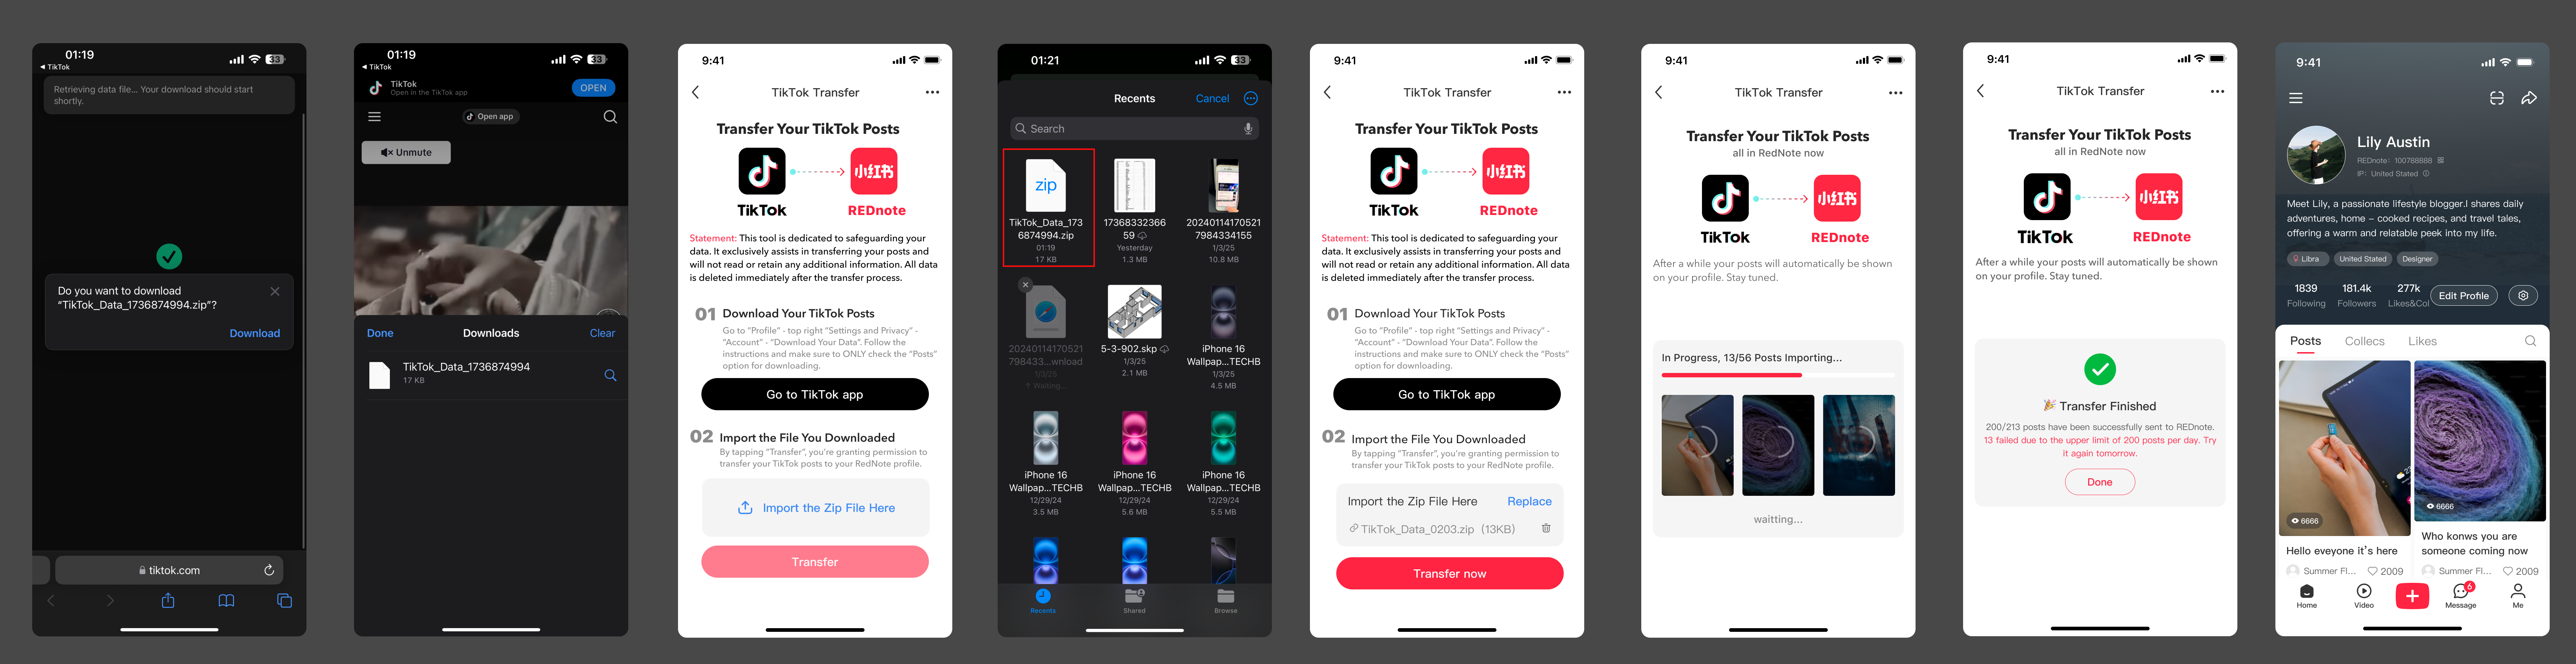 01:19
33
TikTok
Retrieving data file... Your download should start
shortly.
Do you want to download
“TikTok_Data_1736874994.zip”?
Download
tiktok.com
01:19
33
TikTok
TikTok
Open in the TikTok app
OPEN
Open app
Unmute
Done
Downloads
Clear
TikTok_Data_1736874994
17 KB
9:41
TikTok Transfer
Transfer Your TikTok Posts
小红书
TikTok
REDnote
Statement: This tool is dedicated to safeguarding your
data. It exclusively assists in transferring your posts and
will not read or retain any additional information. All data
is deleted immediately after the transfer process.
01 Download Your TikTok Posts
Go to “Profile” - top right “Settings and Privacy” -
“Account” - “Download Your Data”. Follow the
instructions and make sure to ONLY check the “Posts”
option for downloading.
Go to TikTok app
02 Import the File You Downloaded
By tapping “Transfer”, you’re granting permission to
transfer your TikTok posts to your RedNote profile.
Import the Zip File Here
Transfer
01:21
33
Recents
Cancel
Search
zip
TikTok_Data_173
6874994.zip
01:19
17 KB
17368332366
59
Yesterday
1.3 MB
20240114170521
7984334155
1/3/25
10.8 MB
20240114170521
798433...wnload
1/3/25
Waiting...
5-3-902.skp
1/3/25
2.1 MB
iPhone 16
Wallpap...TECHB
1/3/25
4.5 MB
iPhone 16
Wallpap...TECHB
12/29/24
3.5 MB
iPhone 16
Wallpap...TECHB
12/29/24
5.6 MB
iPhone 16
Wallpap...TECHB
12/29/24
5.5 MB
Recents
Shared
Browse
9:41
TikTok Transfer
Transfer Your TikTok Posts
小红书
TikTok
REDnote
Statement: This tool is dedicated to safeguarding your
data. It exclusively assists in transferring your posts and
will not read or retain any additional information. All data
is deleted immediately after the transfer process.
01 Download Your TikTok Posts
Go to “Profile” - top right “Settings and Privacy” -
“Account” - “Download Your Data”. Follow the
instructions and make sure to ONLY check the “Posts”
option for downloading.
Go to TikTok app
02 Import the File You Downloaded
By tapping “Transfer”, you’re granting permission to
transfer your TikTok posts to your RedNote profile.
Import the Zip File Here
Replace
TikTok_Data_0203.zip (13KB)
Transfer now
9:41
TikTok Transfer
Transfer Your TikTok Posts
all in RedNote now
小红书
TikTok
REDnote
After a while your posts will automatically be shown
on your profile. Stay tuned.
In Progress, 13/56 Posts Importing...
waitting...
9:41
TikTok Transfer
Transfer Your TikTok Posts
all in RedNote now
小红书
TikTok
REDnote
After a while your posts will automatically be shown
on your profile. Stay tuned.
Transfer Finished
200/213 posts have been successfully sent to REDnote.
13 failed due to the upper limit of 200 posts per day. Try
it again tomorrow.
Done
9:41
Lily Austin
REDnote: 100788888
IP: United Stated
Meet Lily, a passionate lifestyle blogger.I shares daily
adventures, home - cooked recipes, and travel tales,
offering a warm and relatable peek into my life.
Libra
United Stated
Designer
1839
Following
181.4k
Followers
277k
Likes&Col
Edit Profile
Posts
Collecs
Likes
6666
Hello eveyone it’s here
Summer Fl...
2009
6666
Who konws you are
someone coming now
Summer Fl...
2009
Home
Video
6
Message
Me